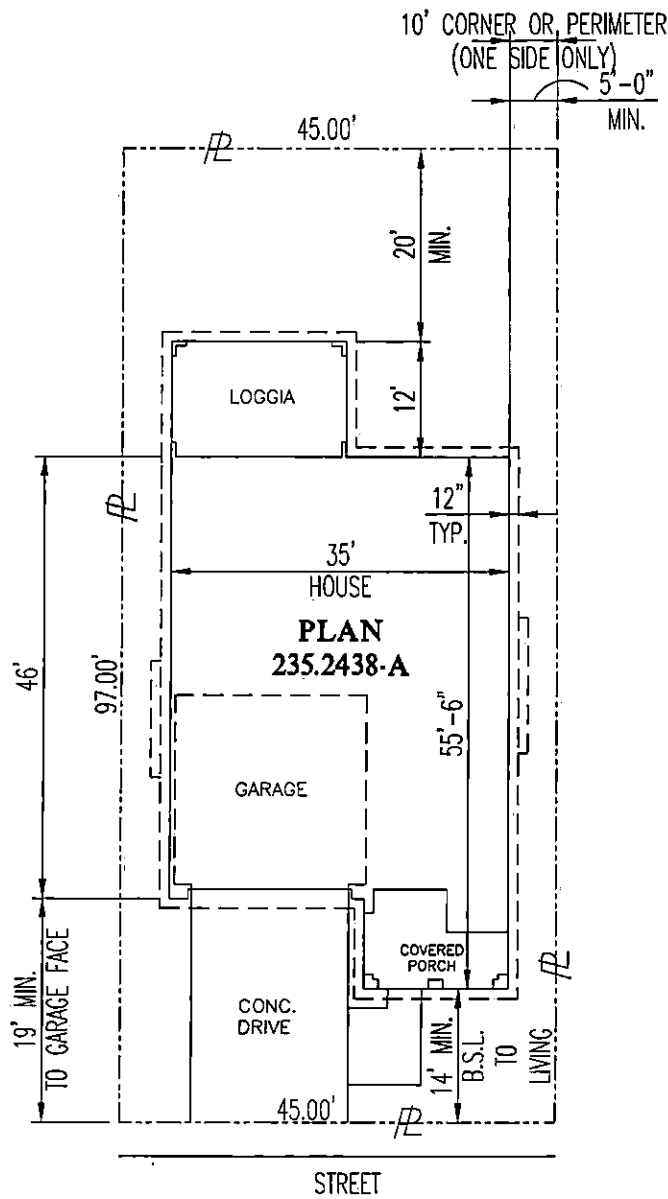 10' CORNER OR PERIMETER
(ONE SIDE ONLY)
5'-0"
MIN.
45.00'
PL
20'
MIN.
LOGGIA
12'
PL
12"
TYP.
35'
HOUSE
PLAN
235.2438-A
46'
97.00'
55'-6"
GARAGE
COVERED
PORCH
PL
19' MIN.
TO GARAGE FACE
CONC.
DRIVE
14' MIN.
B.S.L.
TO
LIVING
45.00'
PL
STREET